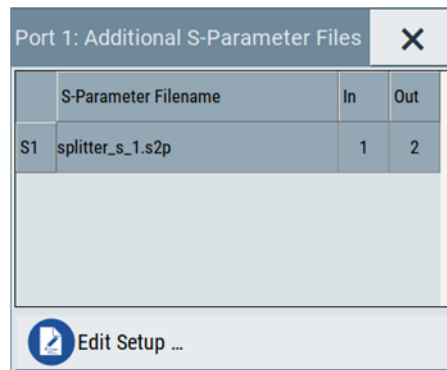 Port 1: Additional S-Parameter Files
S-Parameter Filename In Out
S1 splitter_s_1.s2p 1 2
Edit Setup ...